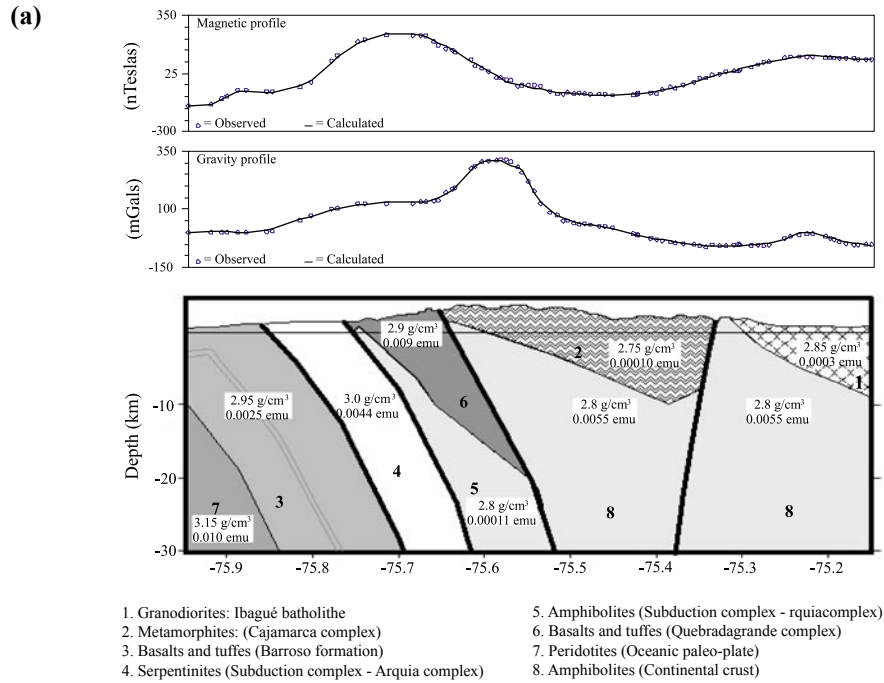 (a)
350
Magnetic profile
(nTeslas)
25
-300
= Observed
= Calculated
350
Gravity profile
(mGals)
100
-150
= Observed
= Calculated
Depth (km)
-10
-20
-30
2.9 g/cm³
0.009 emu
2
2.75 g/cm³
0.00010 emu
2.85 g/cm³
0.0003 emu
1
2.95 g/cm³
0.0025 emu
3.0 g/cm³
0.0044 emu
6
2.8 g/cm³
0.0055 emu
2.8 g/cm³
0.0055 emu
4
5
2.8 g/cm³
0.00011 emu
7
3
3.15 g/cm³
0.010 emu
8
8
-75.9
-75.8
-75.7
-75.6
-75.5
-75.4
-75.3
-75.2
1. Granodiorites: Ibagué batholithe
2. Metamorphites: (Cajamarca complex)
3. Basalts and tuffes (Barroso formation)
4. Serpentinites (Subduction complex - Arquia complex)
5. Amphibolites (Subduction complex - rquiacomplex)
6. Basalts and tuffes (Quebradagrande complex)
7. Peridotites (Oceanic paleo-plate)
8. Amphibolites (Continental crust)